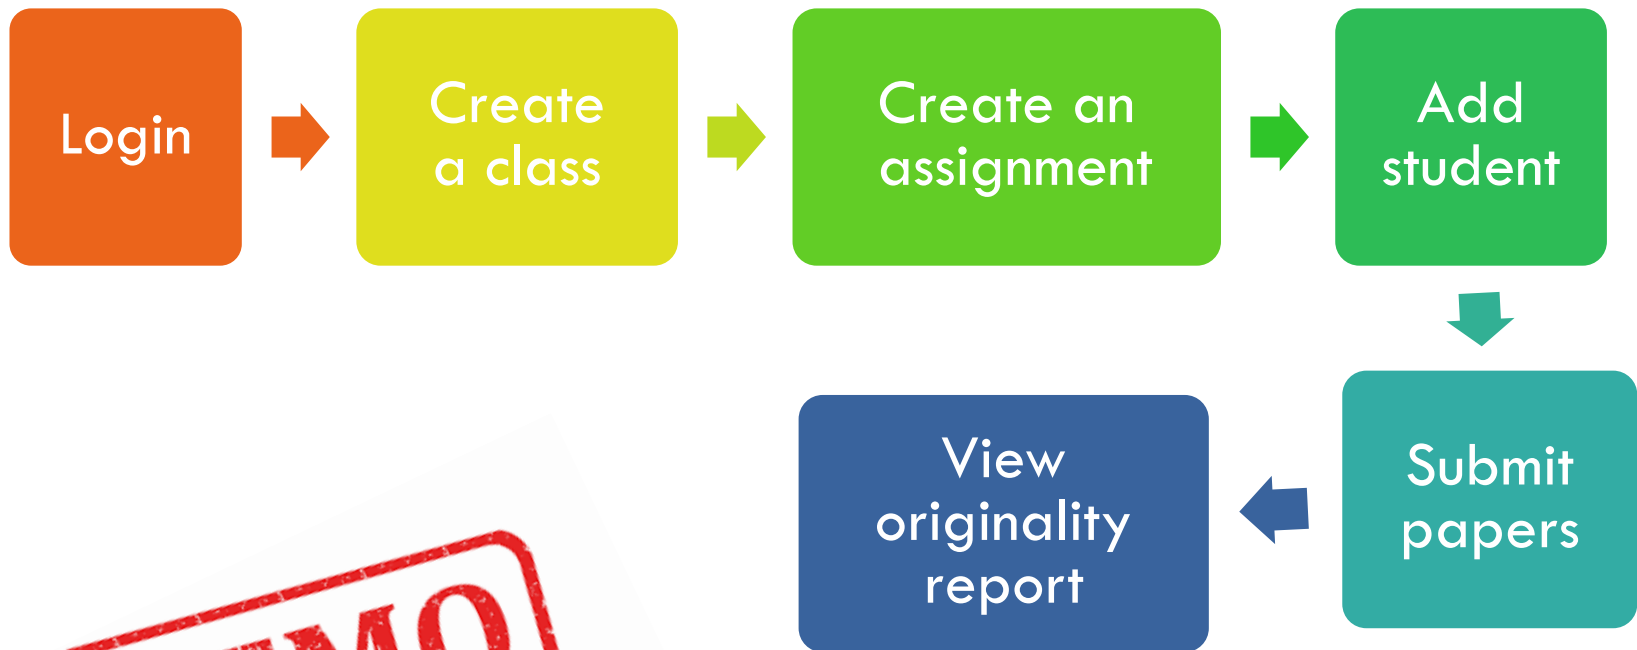 Login
Create
a class
Create an
assignment
Add
student
Submit
papers
View
originality
report